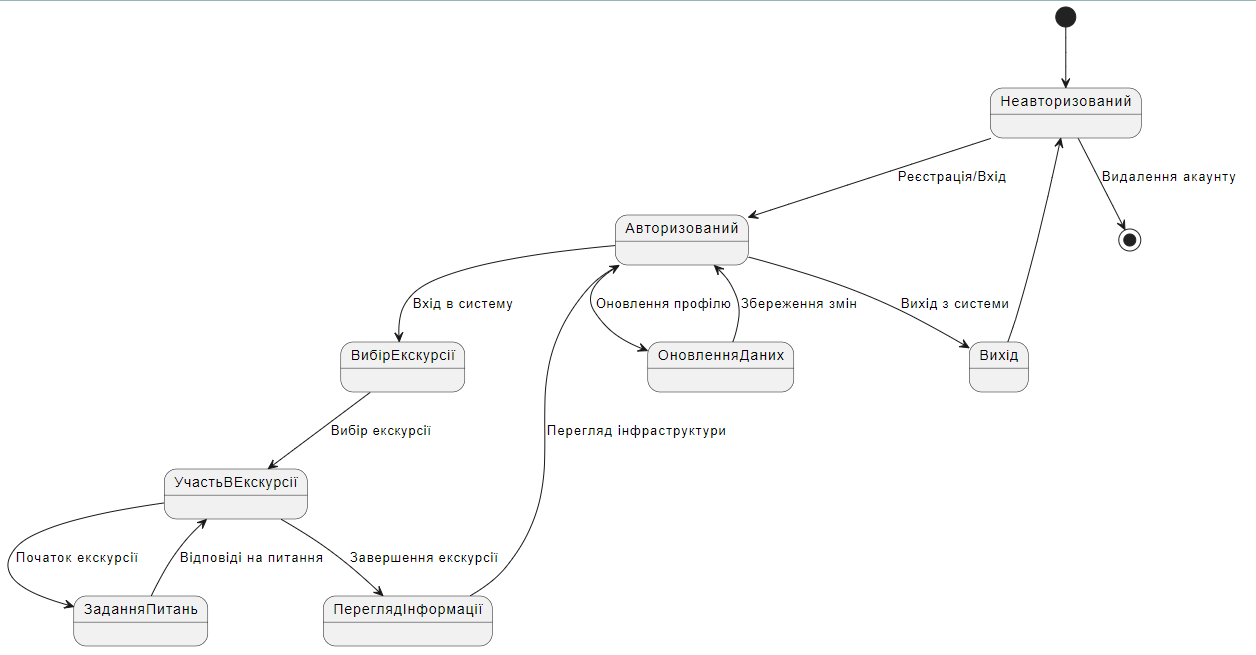 Неавторизований
Реєстрація/Вхід
Видалення акаунту
Авторизований
Вхід в систему
Оновлення профілю
Збереження змін
Вихід з системи
ВибірЕкскурсії
ОновленняДаних
Вихід
Вибір екскурсії
Перегляд інфраструктури
УчастьВЕкскурсії
Початок екскурсії
Відповіді на питання
Завершення екскурсії
ЗаданняПитань
ПереглядІнформації